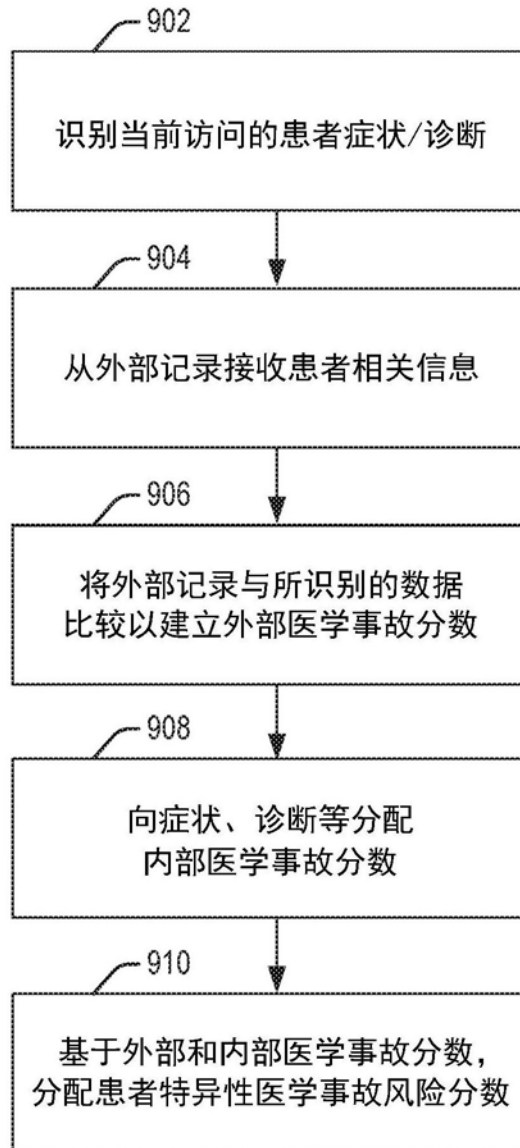 902
识别当前访问的患者症状/诊断
904
从外部记录接收患者相关信息
906
将外部记录与所识别的数据
比较以建立外部医学事故分数
908
向症状、诊断等分配
内部医学事故分数
910
基于外部和内部医学事故分数，
分配患者特异性医学事故风险分数